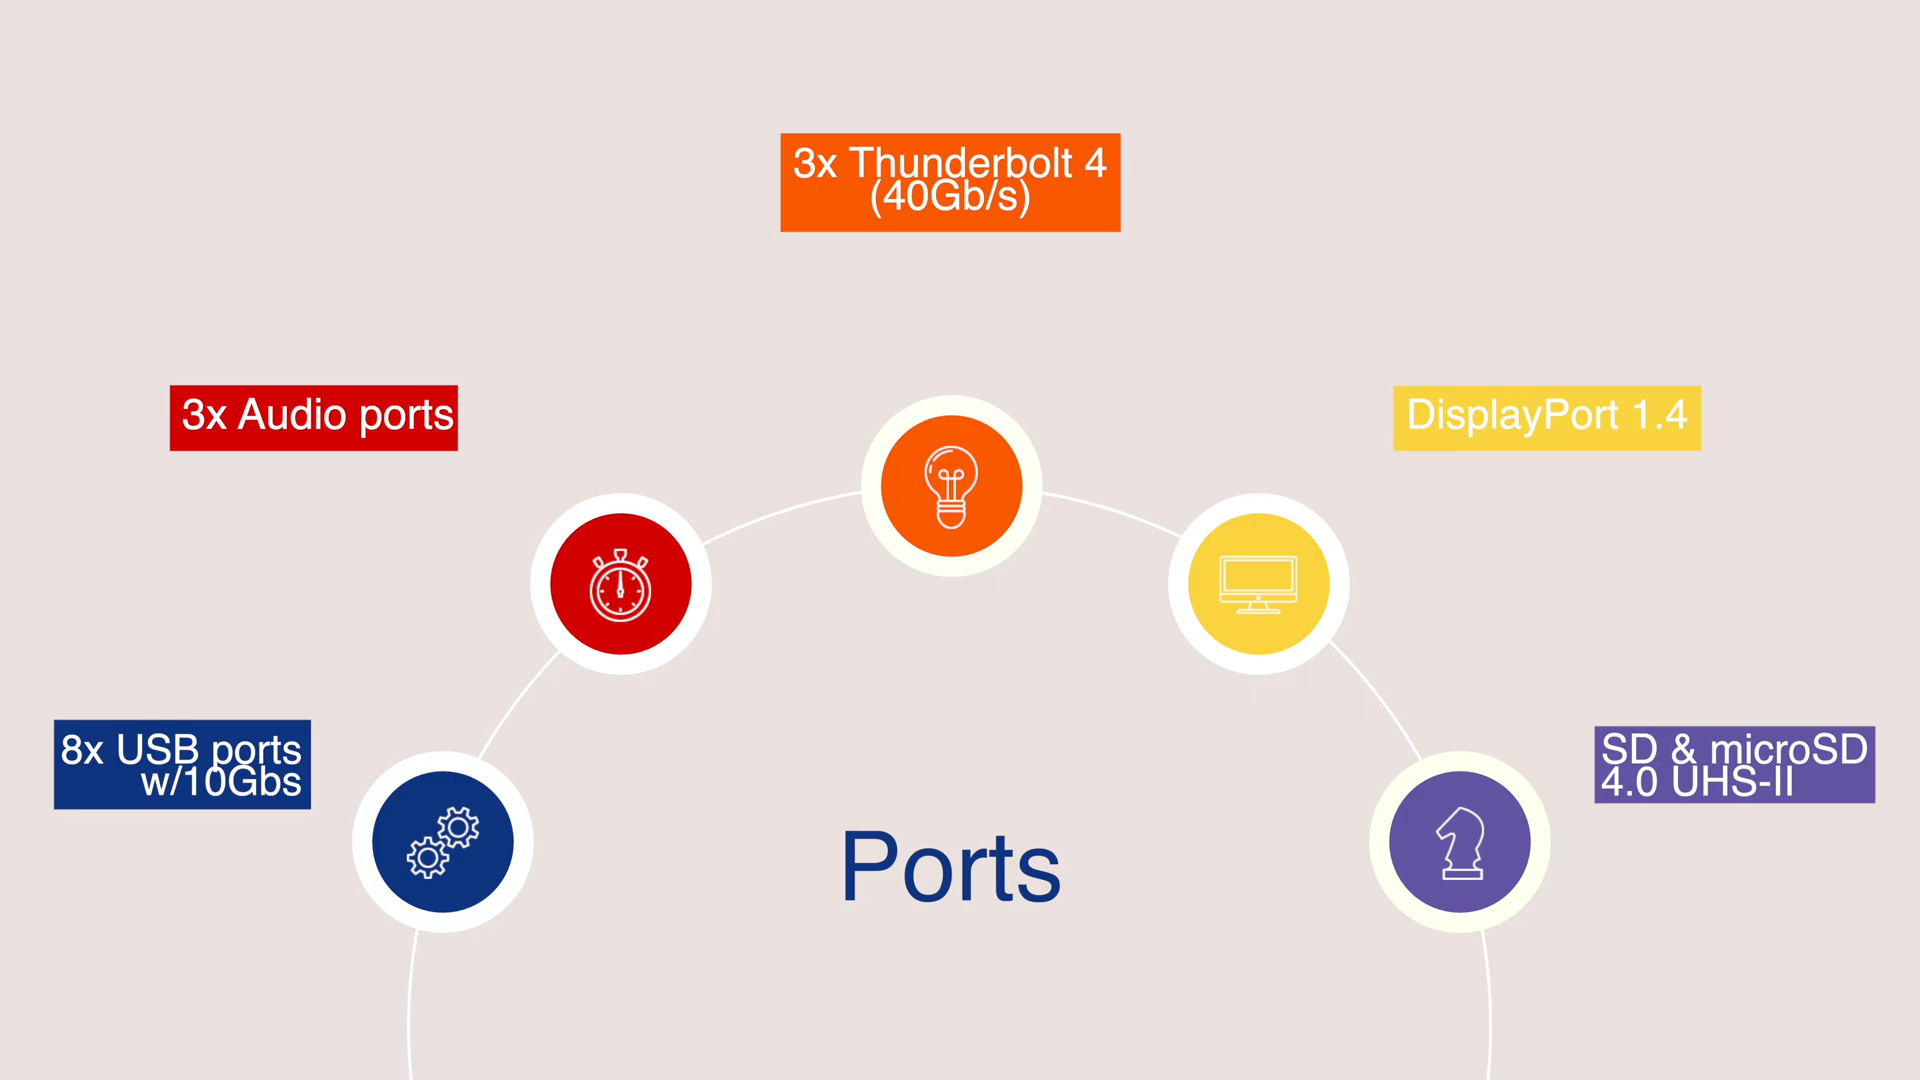 3x Thunderbolt 4
(40Gb/s)
3x Audio ports
DisplayPort 1.4
8x USB ports
w/10Gbs
SD & microSD
4.0 UHS-II
Ports